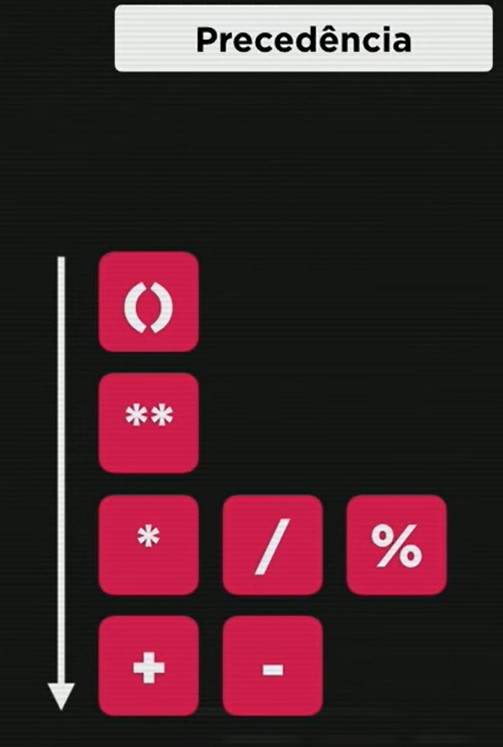 Precedência
()
**
* / %
+ -